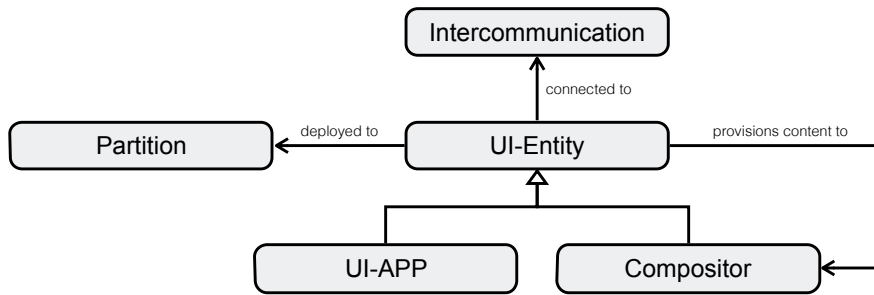 Intercommunication
connected to
Partition
deployed to
UI-Entity
provisions content to
UI-APP
Compositor